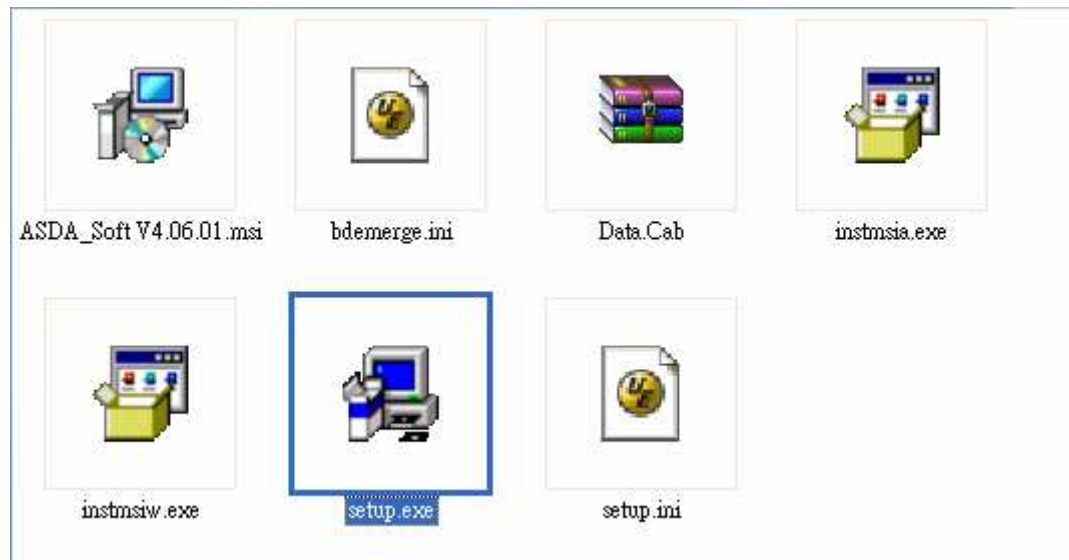 ASDA_Soft V4.06.01.msi
bdemerge.ini
Data.Cab
instmsia.exe
instmsiw.exe
setup.exe
setup.ini